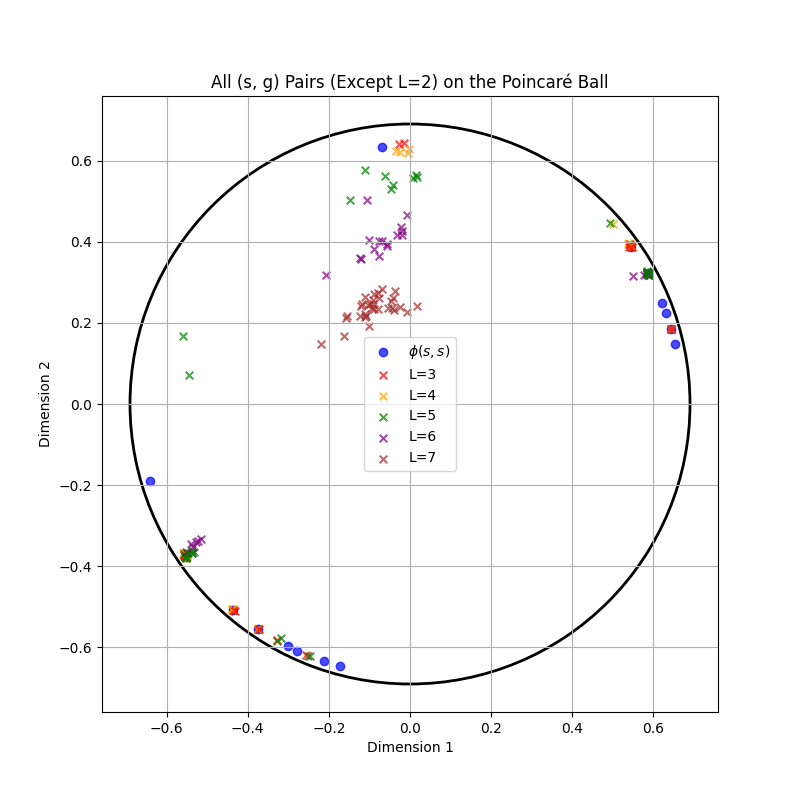 All (s, g) Pairs (Except L=2) on the Poincaré Ball
Dimension 2
0.6
0.4
0.2
0.0
−0.2
−0.4
−0.6
ϕ(s, s)
L=3
L=4
L=5
L=6
L=7
−0.6 −0.4 −0.2 0.0 0.2 0.4 0.6
Dimension 1